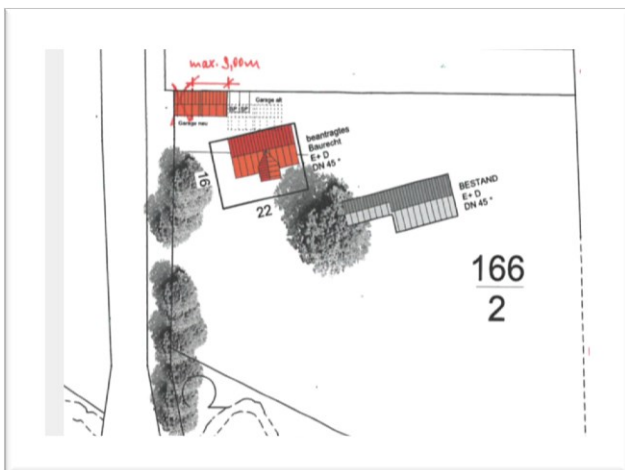 max. 9,00m
Garage alt
SP SP
Garage neu
beantragtes
Baurecht
E+ D
DN 45 °
16
22
BESTAND
E+ D
DN 45 °
166
2